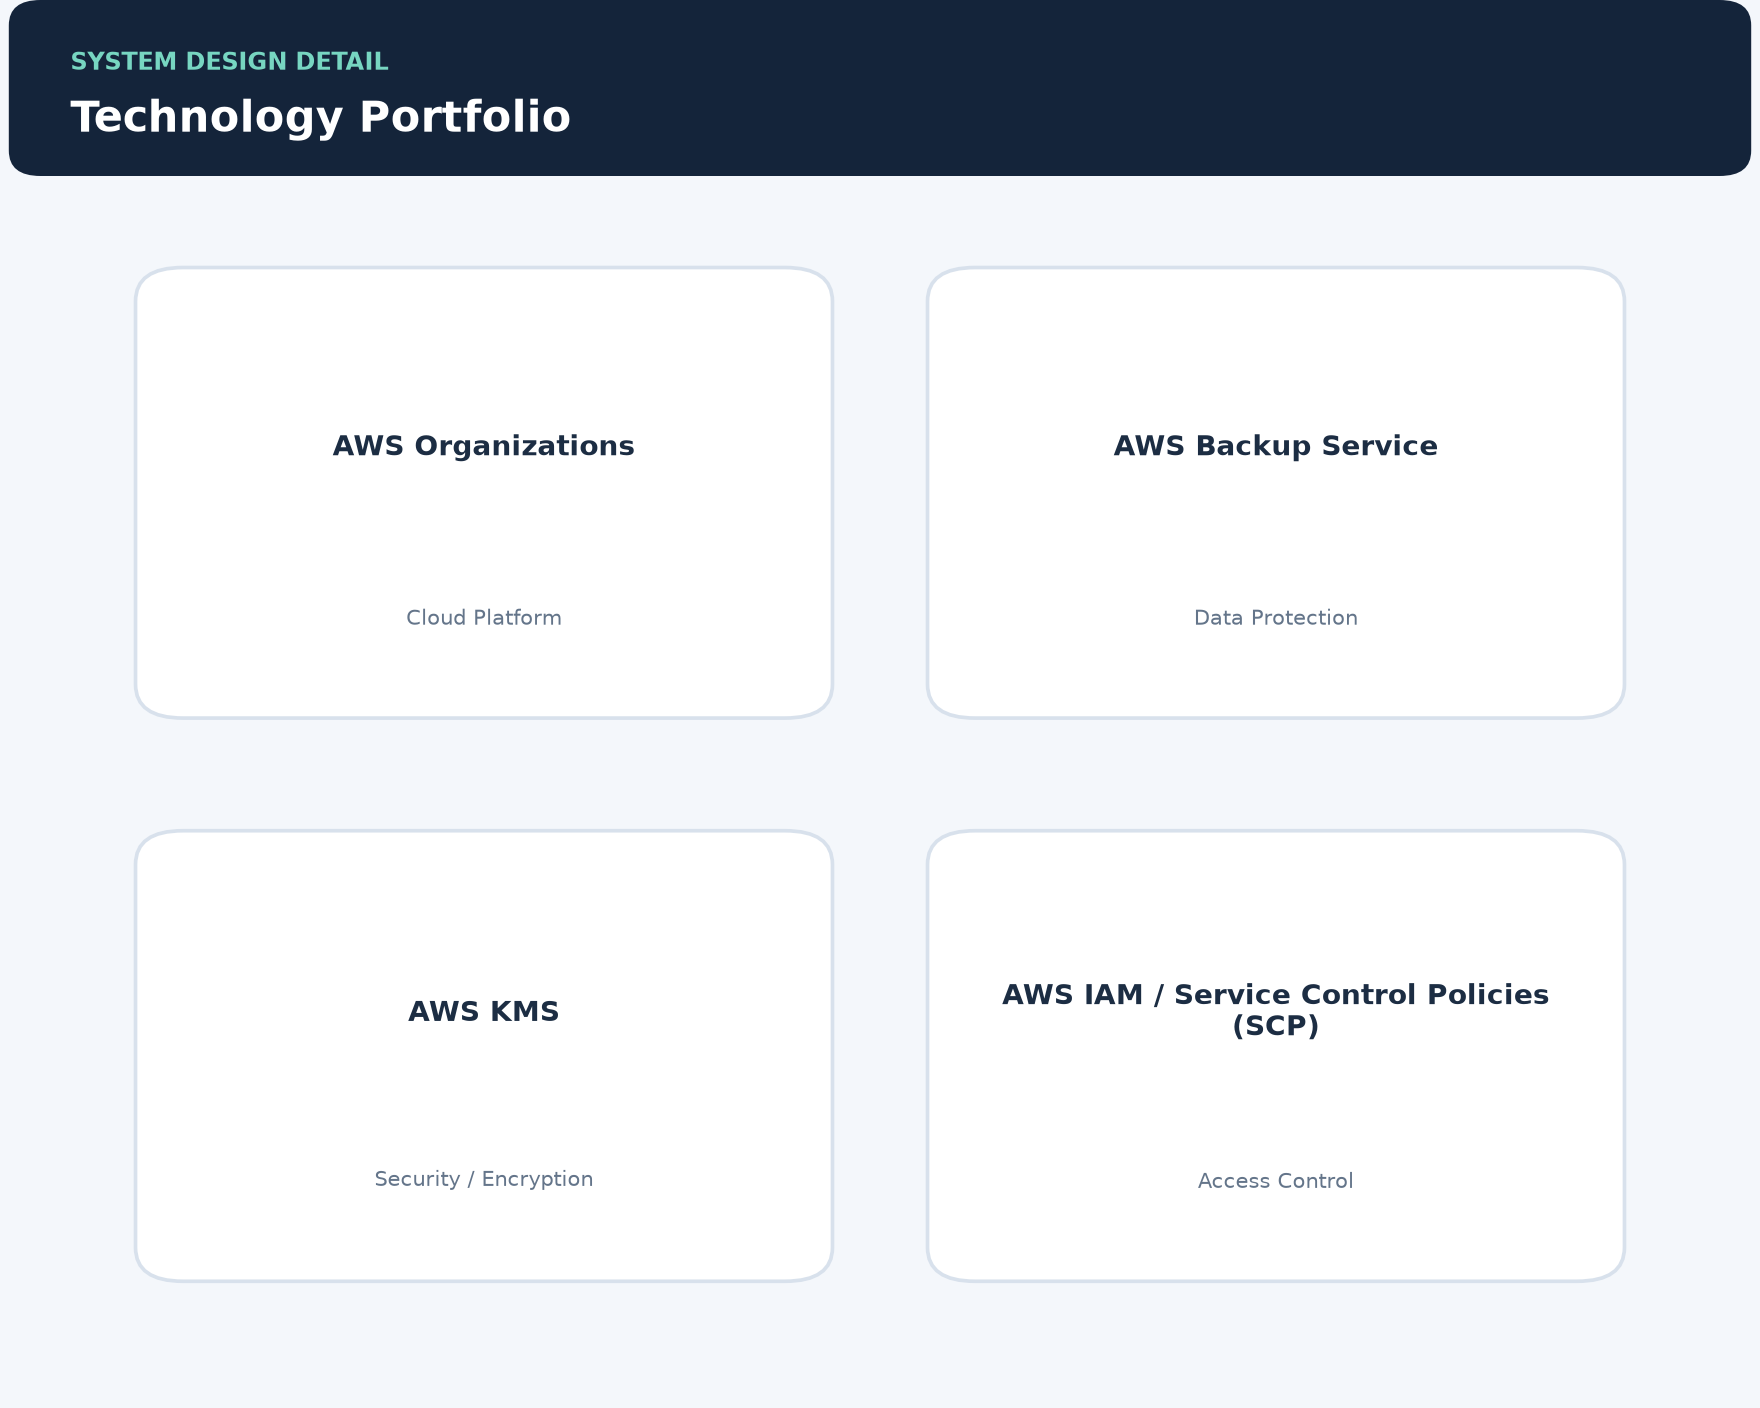 SYSTEM DESIGN DETAIL
Technology Portfolio
AWS Organizations
Cloud Platform
AWS Backup Service
Data Protection
AWS KMS
Security / Encryption
AWS IAM / Service Control Policies
(SCP)
Access Control